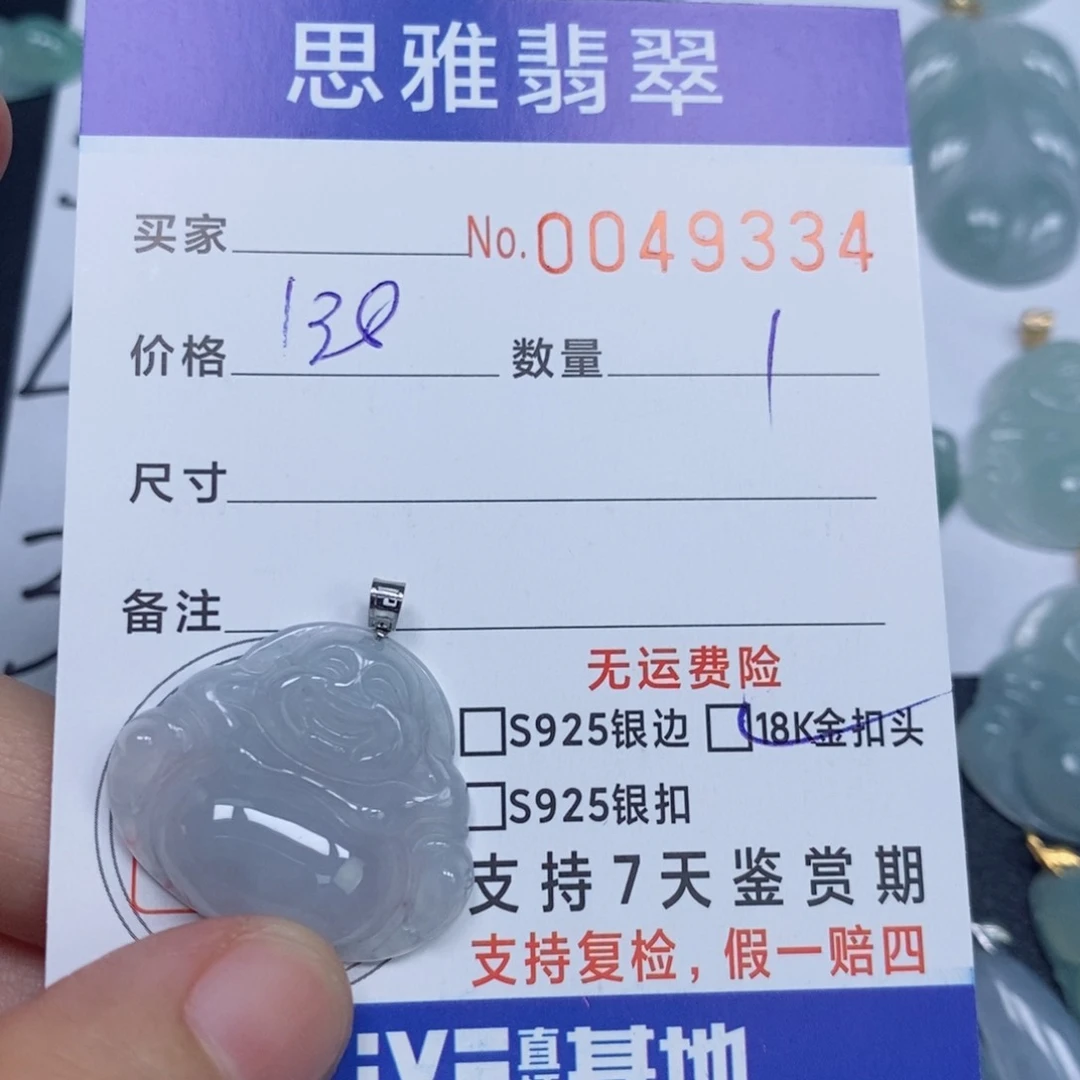 思雅翡翠
买家 No.0049334
价格 138 数量 1
尺寸
备注
无运费险
S925银边 18K金扣头
S925银扣
支持7天鉴赏期
支持复检，假一赔四
基地